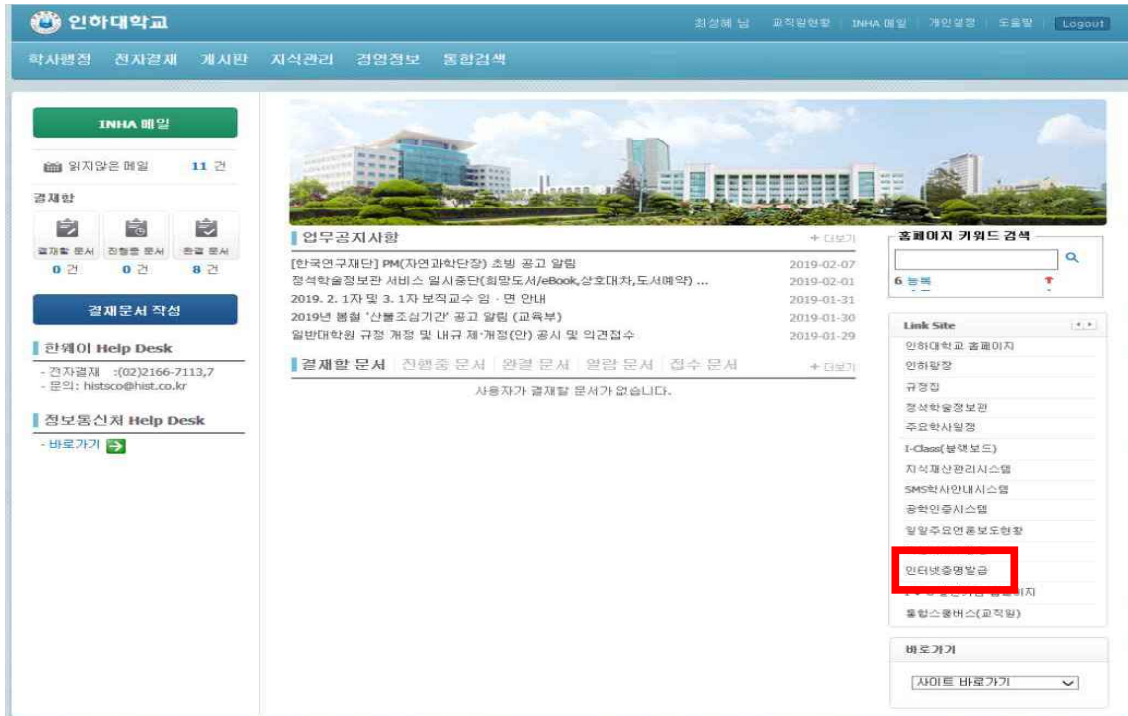 인하대학교
최성혜 님 교직원현황 INHA 메일 개인설정 도움말 Logout
학사행정 전자결재 게시판 지식관리 경영정보 통합검색
INHA 메일
읽지않은 메일 11 건
결재함
결재할 문서 진행중 문서 완결 문서
0 건 0 건 8 건
결재문서 작성
한웨이 Help Desk
- 전자결재 :(02)2166-7113,7
- 문의: histsco@hist.co.kr
정보통신처 Help Desk
- 바로가기
업무공지사항 + 더보기
[한국연구재단] PM(자연과학단장) 초빙 공고 알림 2019-02-07
정석학술정보관 서비스 일시중단(희망도서/eBook,상호대차,도서예약) ... 2019-02-01
2019. 2. 1자 및 3. 1자 보직교수 임 · 면 안내 2019-01-31
2019년 봄철 '산불조심기간' 공고 알림 (교육부) 2019-01-30
일반대학원 규정 개정 및 내규 제·개정(안) 공시 및 의견접수 2019-01-29
결재할 문서 진행중 문서 완결 문서 열람 문서 접수 문서 + 더보기
사용자가 결재할 문서가 없습니다.
홈페이지 키워드 검색
6 등록
Link Site
인하대학교 홈페이지
인하광장
규정집
정석학술정보관
주요학사일정
I-Class(블랙보드)
지식재산관리시스템
SMS학사안내시스템
공학인증시스템
일일주요언론보도현황
인터넷증명발급
홈페이지
통합스쿨버스(교직원)
바로가기
사이트 바로가기